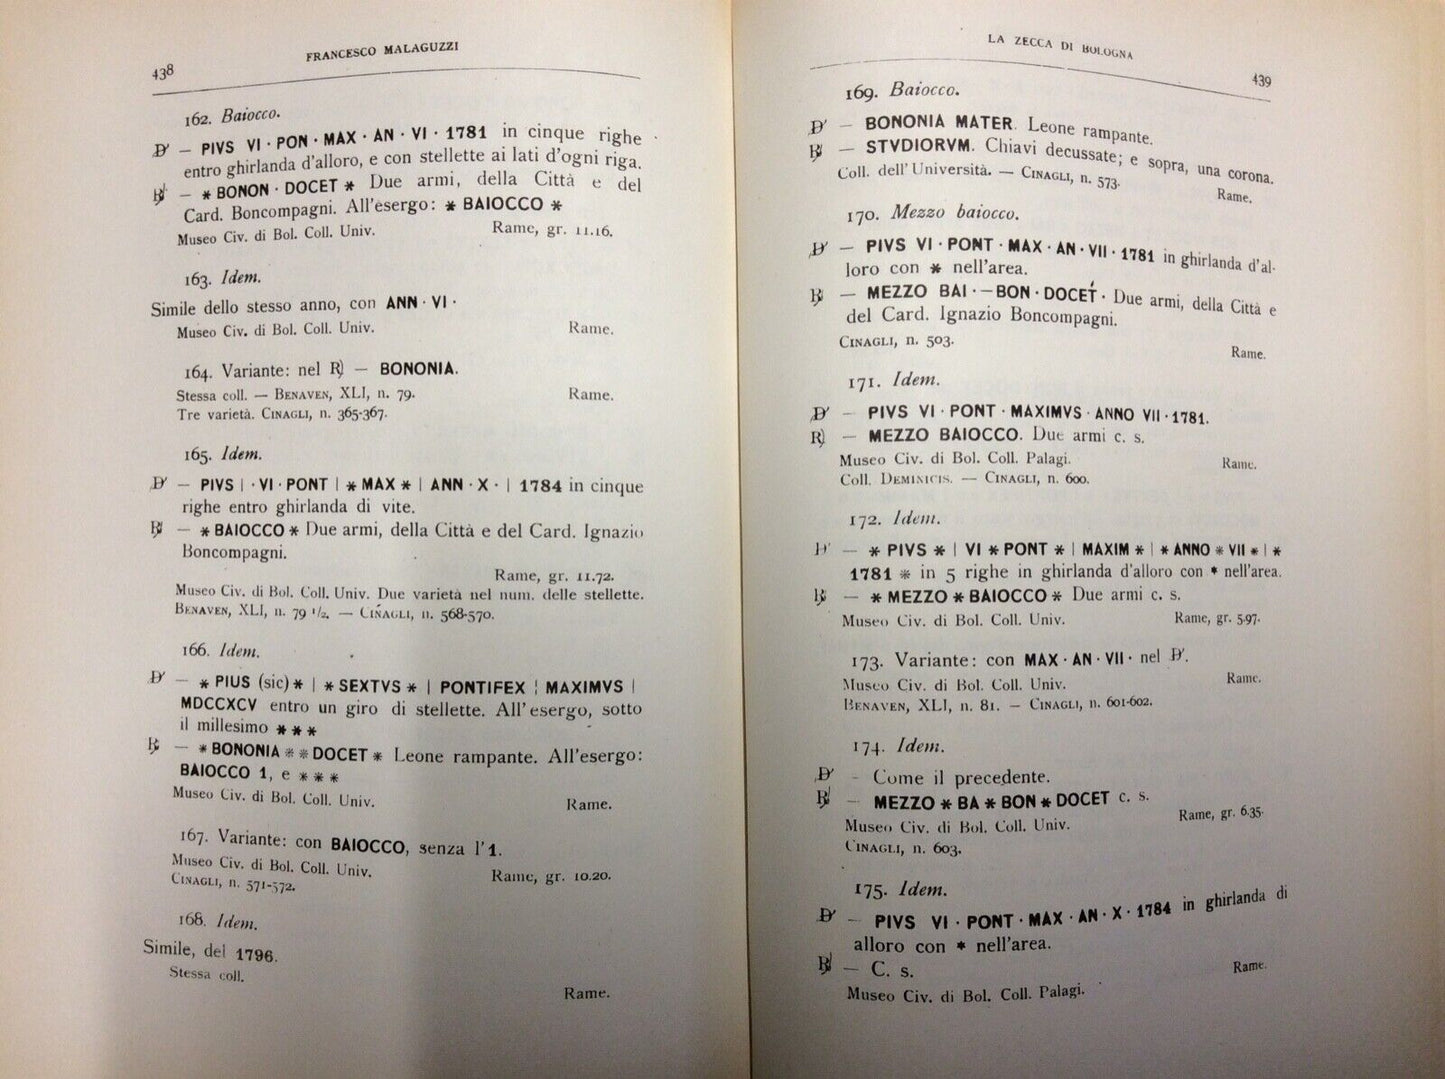 438
FRANCESCO MALAGUZZI
162. Baiocco.
D' — PIVS VI · PON · MAX · AN · VI · 1781 in cinque righe
entro ghirlanda d'alloro, e con stellette ai lati d'ogni riga.
R) — * BONON · DOCET * Due armi, della Città e del
Card. Boncompagni. All'esergo: * BAIOCCO *
Museo Civ. di Bol. Coll. Univ. Rame, gr. 11.16.
163. Idem.
Simile dello stesso anno, con ANN · VI ·
Museo Civ. di Bol. Coll. Univ. Rame.
164. Variante: nel R) — BONONIA.
Stessa coll. — BENAVEN, XLI, n. 79. Rame.
Tre varietà. CINAGLI, n. 365-367.
165. Idem.
D' — PIVS | · VI · PONT | * MAX * | ANN · X · | 1784 in cinque
righe entro ghirlanda di vite.
R) — * BAIOCCO * Due armi, della Città e del Card. Ignazio
Boncompagni.
Rame, gr. 11.72.
Museo Civ. di Bol. Coll. Univ. Due varietà nel num. delle stellette.
BENAVEN, XLI, n. 79 1/2. — CINAGLI, n. 568-570.
166. Idem.
D' — * PIUS (sic) * | * SEXTVS * | PONTIFEX ¦ MAXIMVS |
MDCCXCV entro un giro di stellette. All'esergo, sotto
il millesimo * * *
R) — * BONONIA * * DOCET * Leone rampante. All'esergo:
BAIOCCO 1, e * * *
Museo Civ. di Bol. Coll. Univ. Rame.
167. Variante: con BAIOCCO, senza l'1.
Museo Civ. di Bol. Coll. Univ. Rame, gr. 10.20.
CINAGLI, n. 571-572.
168. Idem.
Simile, del 1796.
Stessa coll.
Rame.
LA ZECCA DI BOLOGNA
439
169. Baiocco.
D' — BONONIA MATER. Leone rampante.
R) — STVDIORVM. Chiavi decussate; e sopra, una corona.
Coll. dell'Università. — CINAGLI, n. 573. Rame.
170. Mezzo baiocco.
D' — PIVS VI · PONT · MAX · AN · VII · 1781 in ghirlanda d'al-
loro con * nell'area.
R) — MEZZO BAI · — BON · DOCET · Due armi, della Città e
del Card. Ignazio Boncompagni.
CINAGLI, n. 503. Rame.
171. Idem.
D' — PIVS VI · PONT · MAXIMVS · ANNO VII · 1781.
R) — MEZZO BAIOCCO. Due armi c. s.
Museo Civ. di Bol. Coll. Palagi. Rame.
Coll. DEMINICIS. — CINAGLI, n. 600.
172. Idem.
D' — * PIVS * | VI * PONT * | MAXIM * | * ANNO * VII * | *
1781 * in 5 righe in ghirlanda d'alloro con * nell'area.
R) — * MEZZO * BAIOCCO * Due armi c. s.
Museo Civ. di Bol. Coll. Univ. Rame, gr. 5.97.
173. Variante: con MAX · AN · VII · nel D'.
Museo Civ. di Bol. Coll. Univ. Rame.
BENAVEN, XLI, n. 81. — CINAGLI, n. 601-602.
174. Idem.
D' — Come il precedente.
R) — MEZZO * BA * BON * DOCET c. s.
Museo Civ. di Bol. Coll. Univ. Rame, gr. 6.35.
CINAGLI, n. 603.
175. Idem.
D' — PIVS VI · PONT · MAX · AN · X · 1784 in ghirlanda di
alloro con * nell'area.
R) — C. s. Rame.
Museo Civ. di Bol. Coll. Palagi.